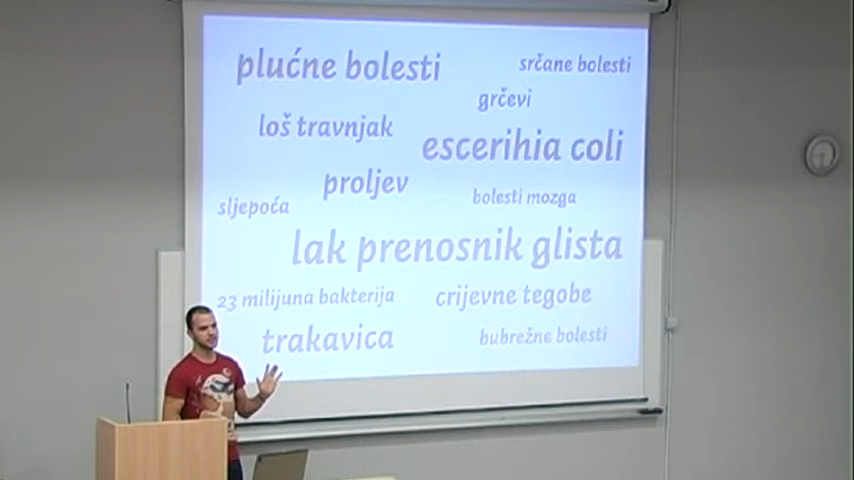 plućne bolesti
srčane bolesti
grčevi
loš travnjak
escerihia coli
proljev
bolesti mozga
sljepoća
lak prenosnik glista
23 milijuna bakterija
crijevne tegobe
trakavica
bubrežne bolesti